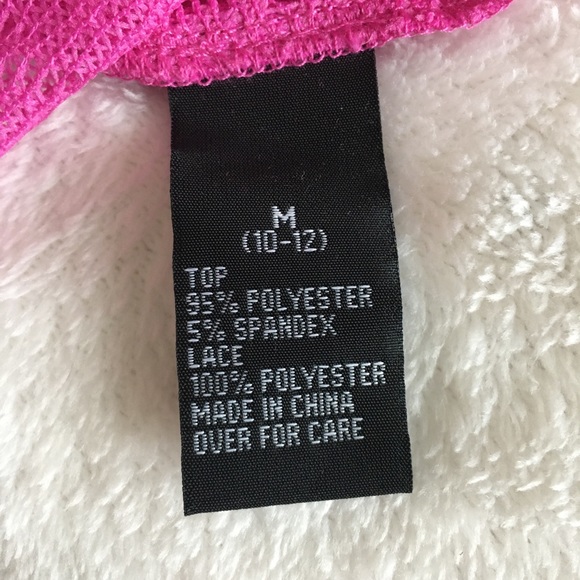 M
(10-12)
TOP
95% POLYESTER
5% SPANDEX
LACE
100% POLYESTER
MADE IN CHINA
OVER FOR CARE